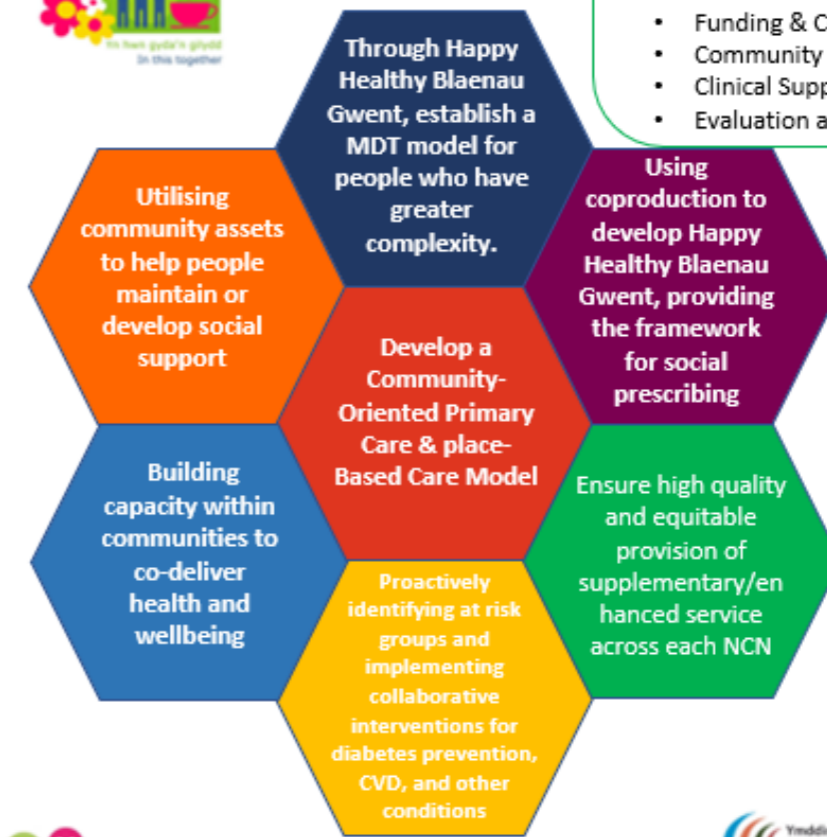 Yn hwn gyda'n gilydd
In this together
• Funding & C
• Community
• Clinical Supp
• Evaluation a
Through Happy
Healthy Blaenau
Gwent, establish a
MDT model for
people who have
greater
complexity.
Utilising
community assets
to help people
maintain or
develop social
support
Using
coproduction to
develop Happy
Healthy Blaenau
Gwent, providing
the framework
for social
prescribing
Develop a
Community-
Oriented Primary
Care & place-
Based Care Model
Building
capacity within
communities to
co-deliver
health and
wellbeing
Ensure high quality
and equitable
provision of
supplementary/en
hanced service
across each NCN
Proactively
identifying at risk
groups and
implementing
collaborative
interventions for
diabetes prevention,
CVD, and other
conditions